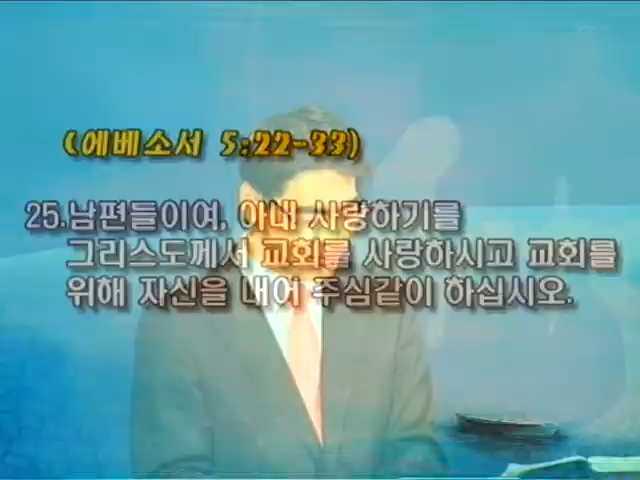 (에베소서 5:22-33)
25.남편들이여, 아내 사랑하기를
그리스도께서 교회를 사랑하시고 교회를
위해 자신을 내어 주심같이 하십시오.